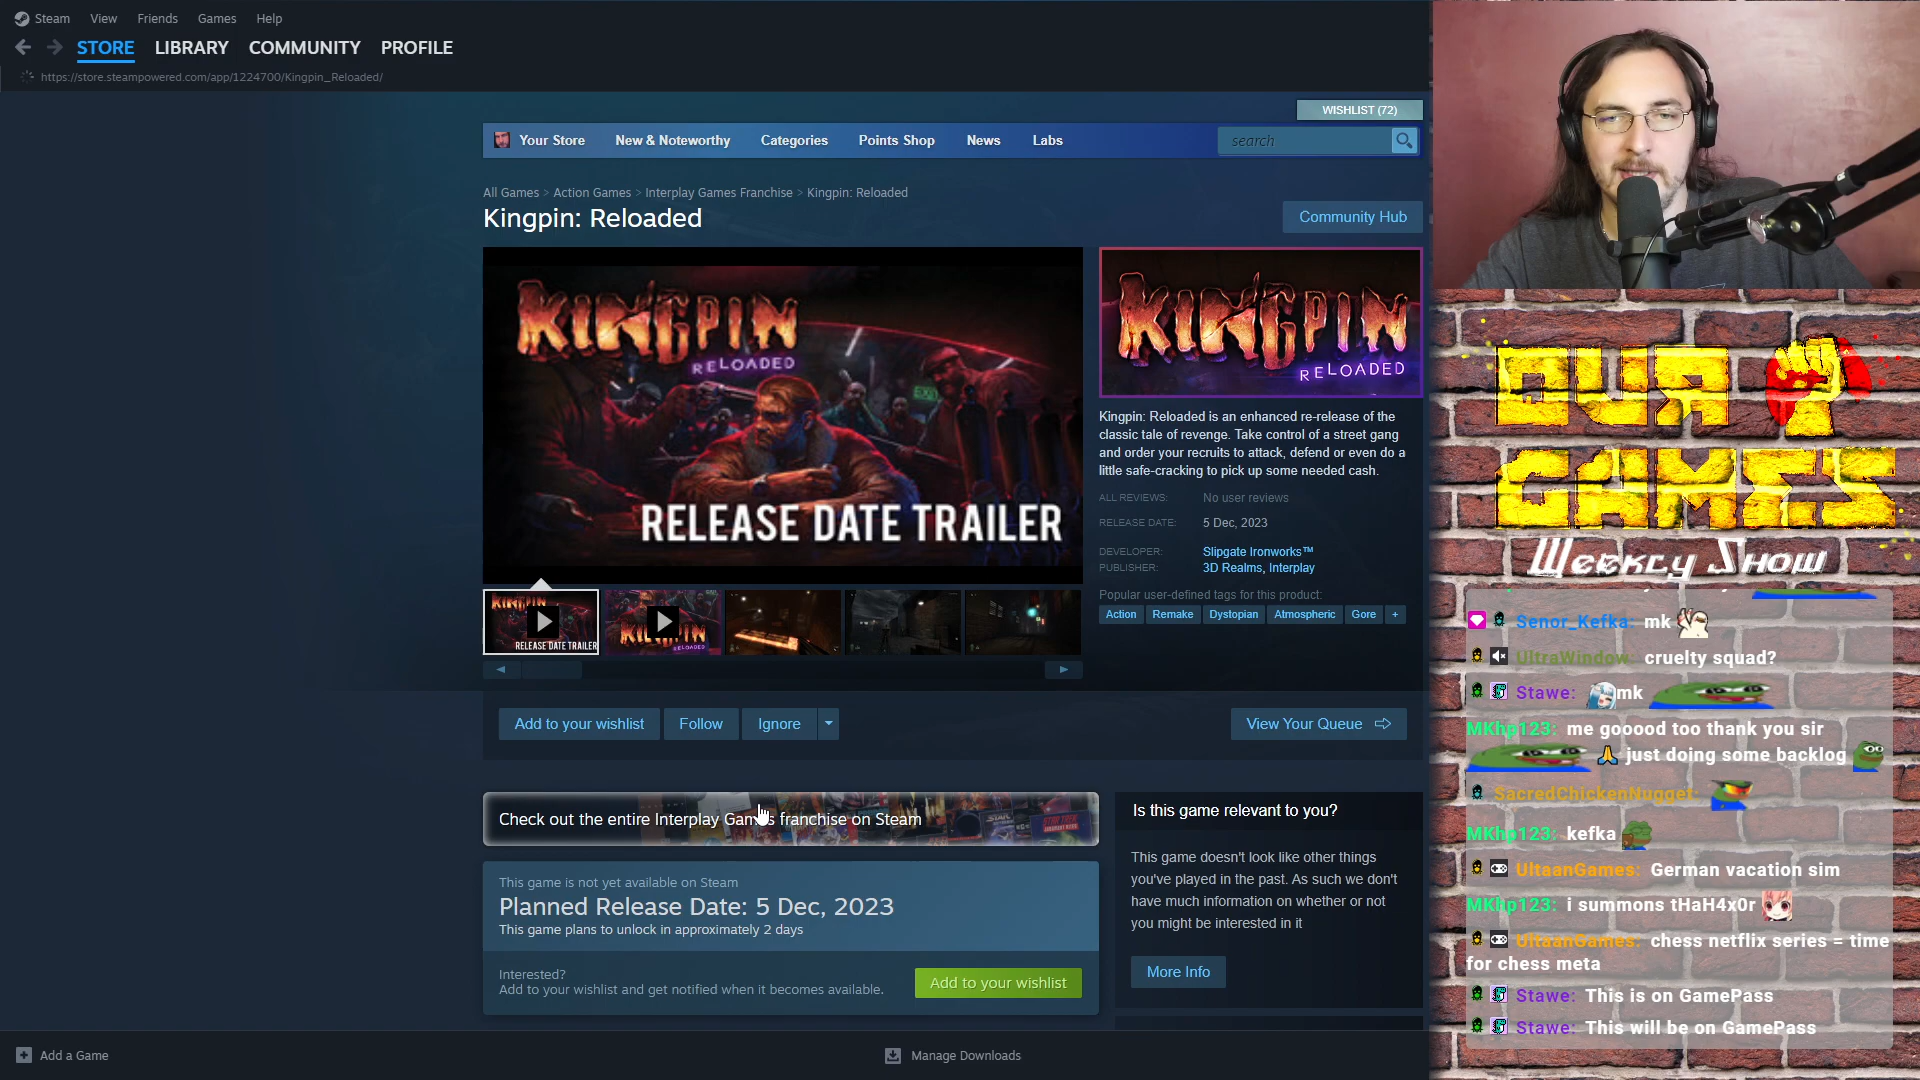 Steam View Friends Games Help
STORE LIBRARY COMMUNITY PROFILE
https://store.steampowered.com/app/1224700/Kingpin_Reloaded/
WISHLIST (72)
Your Store New & Noteworthy Categories Points Shop News Labs search
All Games > Action Games > Interplay Games Franchise > Kingpin: Reloaded
Kingpin: Reloaded
Community Hub
KINGPIN
RELOADED
RELEASE DATE TRAILER
KINGPIN
RELOADED
Kingpin: Reloaded is an enhanced re-release of the
classic tale of revenge. Take control of a street gang
and order your recruits to attack, defend or even do a
little safe-cracking to pick up some needed cash.
ALL REVIEWS: No user reviews
RELEASE DATE: 5 Dec, 2023
DEVELOPER: Slipgate Ironworks™
PUBLISHER: 3D Realms, Interplay
Popular user-defined tags for this product:
Action Remake Dystopian Atmospheric Gore +
RELEASE DATE TRAILER
KINGPIN
RELOADED
Add to your wishlist Follow Ignore View Your Queue
Check out the entire Interplay Games franchise on Steam
This game is not yet available on Steam
Planned Release Date: 5 Dec, 2023
This game plans to unlock in approximately 2 days
Interested?
Add to your wishlist and get notified when it becomes available.
Add to your wishlist
Is this game relevant to you?
This game doesn't look like other things
you've played in the past. As such we don't
have much information on whether or not
you might be interested in it
More Info
Add a Game Manage Downloads
OUR
GAMES
Weekly Show
Senor_Kefka: mk
UltraWindow: cruelty squad?
Stawe: mk
MKhp123: me gooood too thank you sir
just doing some backlog
SacredChickenNugget:
MKhp123: kefka
UltaanGames: German vacation sim
MKhp123: i summons tHaH4x0r
UltaanGames: chess netflix series = time
for chess meta
Stawe: This is on GamePass
Stawe: This will be on GamePass